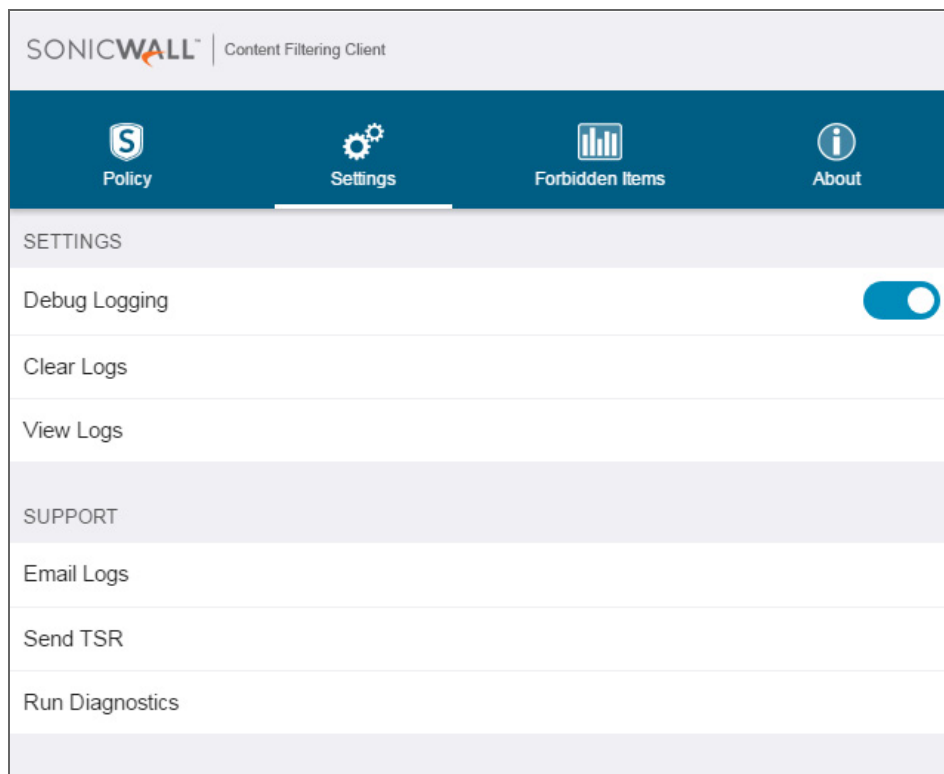 SONICWALL™ | Content Filtering Client
S
Policy Settings Forbidden Items About
SETTINGS
Debug Logging
Clear Logs
View Logs
SUPPORT
Email Logs
Send TSR
Run Diagnostics